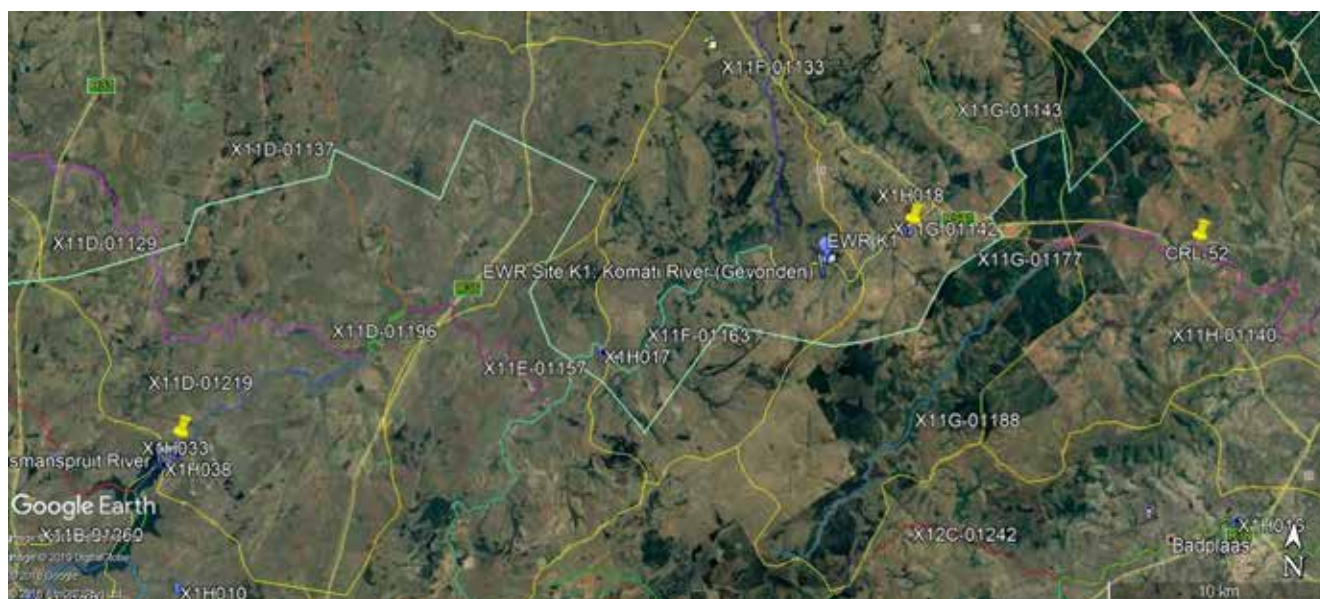 X11F-01133
X11G-01143
X11D-01137
X1H018
X11G-01142
X11D-01129
EWR K1
CRL-52
X11G-01177
EWR Site K1: Komati River (Gevonden)
X11D-01196
X11F-01163
X11H-01140
X1H017
X11E-01157
X11D-01219
X11G-01188
X1H033
smanspruit River
X1H038
Google Earth
X1H016
X12C-01242
Badplaas
N
X1H010
10 km